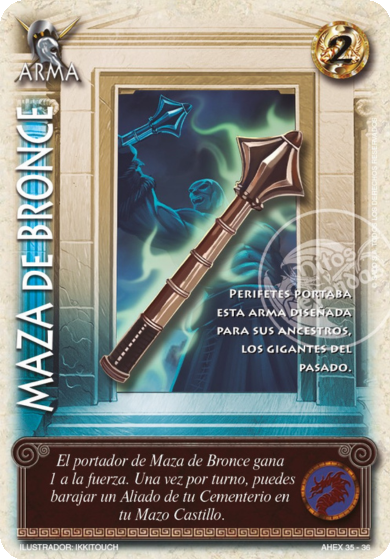 ARMA
2
MAZA DE BRONCE
PERIFETES PORTABA
ESTA ARMA DISEÑADA
PARA SUS ANCESTROS,
LOS GIGANTES DEL
PASADO.
El portador de Maza de Bronce gana
1 a la fuerza. Una vez por turno, puedes
barajar un Aliado de tu Cementerio en
tu Mazo Castillo.
ILUSTRADOR: IKKITOUCH
AHEX 35 - 36